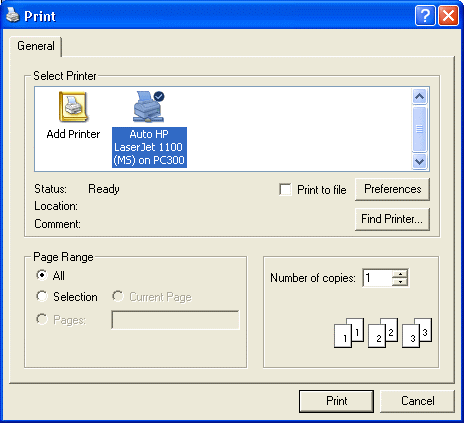 Print
General
Select Printer
Add Printer
Auto HP
LaserJet 1100
(MS) on PC300
Status: Ready
Print to file
Preferences
Location:
Comment:
Find Printer...
Page Range
All
Selection
Current Page
Pages:
Number of copies: 1
1 1 2 2 3 3
Print
Cancel